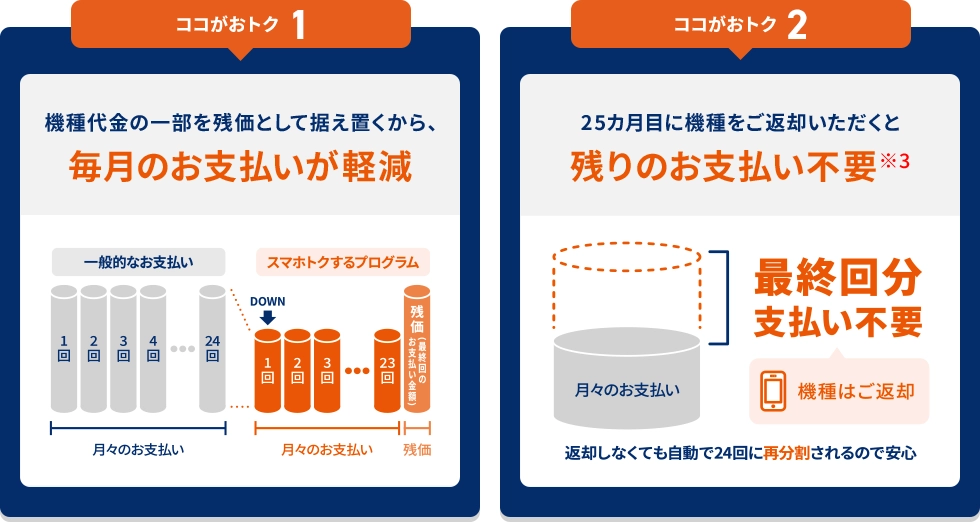 ココがおトク 1
機種代金の一部を残価として据え置くから、
毎月のお支払いが軽減
一般的なお支払い
スマホトクするプログラム
DOWN
1回
2回
3回
4回
24回
1回
2回
3回
23回
残価(最終回のお支払い金額)
月々のお支払い
月々のお支払い
残価
ココがおトク 2
25カ月目に機種をご返却いただくと
残りのお支払い不要※3
最終回分
支払い不要
月々のお支払い
機種はご返却
返却しなくても自動で24回に再分割されるので安心